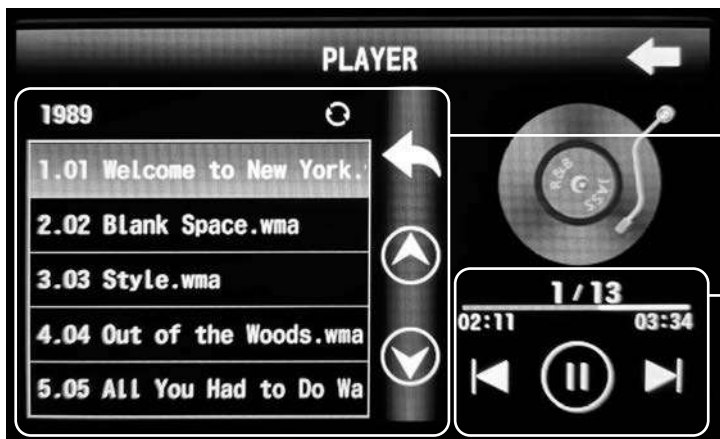 PLAYER
1989
1.01 Welcome to New York.
2.02 Blank Space.wma
3.03 Style.wma
4.04 Out of the Woods.wma
5.05 All You Had to Do Wa
R&B
JASS
1/13
02:11
03:34